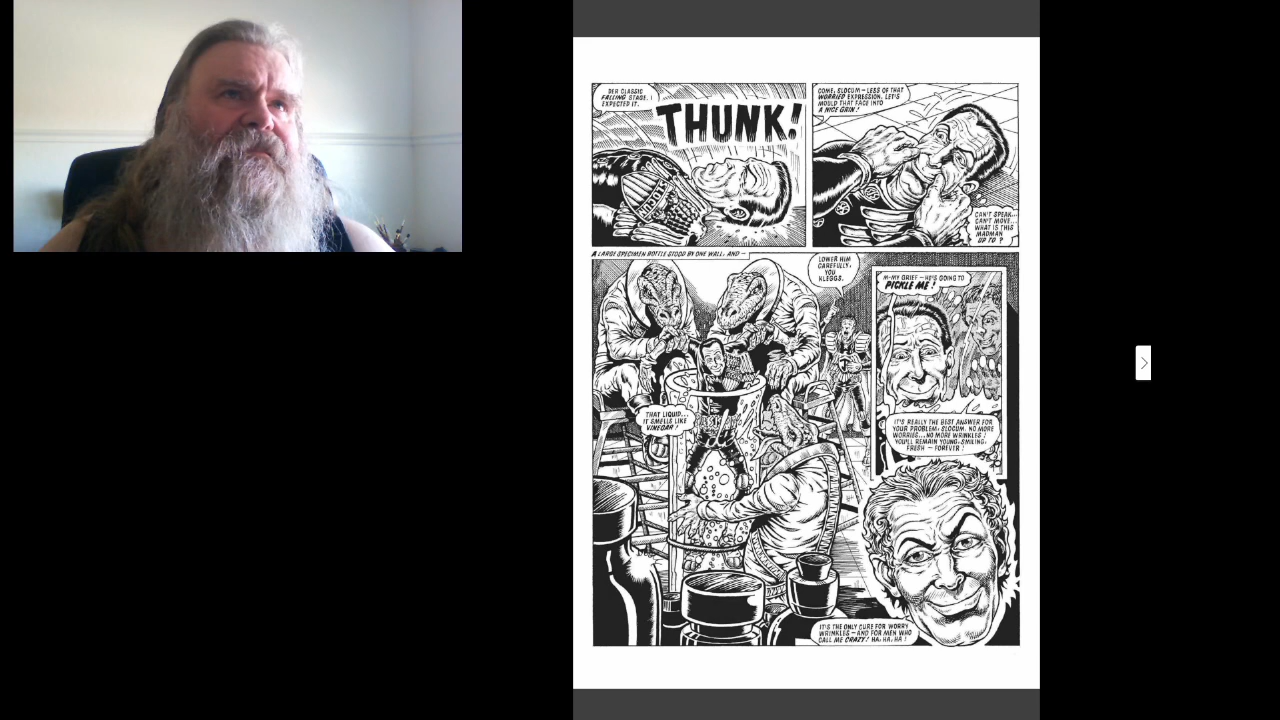 DER CLASSIC
FALLING STAGE. I
EXPECTED IT.
THUNK!
COME, SLOCUM - LESS OF THAT
WORRIED EXPRESSION. LET'S
MOULD THAT FACE INTO
A NICE GRIN!
CAN'T SPEAK...
CAN'T MOVE...
WHAT IS THIS
MADMAN
UP TO?
A LARGE SPECIMEN BOTTLE STOOD BY ONE WALL, AND -
LOWER HIM
CAREFULLY,
YOU
KLEGGS.
M-MY GRIEF - HE'S GOING TO
PICKLE ME!
THAT LIQUID...
IT SMELLS LIKE
VINEGAR!
IT'S REALLY THE BEST ANSWER FOR
YOUR PROBLEM, SLOCUM. NO MORE
WORRIES... NO MORE WRINKLES!
YOU'LL REMAIN YOUNG, SMILING,
FRESH - FOREVER!
IT'S THE ONLY CURE FOR WORRY
WRINKLES - AND FOR MEN WHO
CALL ME CRAZY! HA, HA, HA!